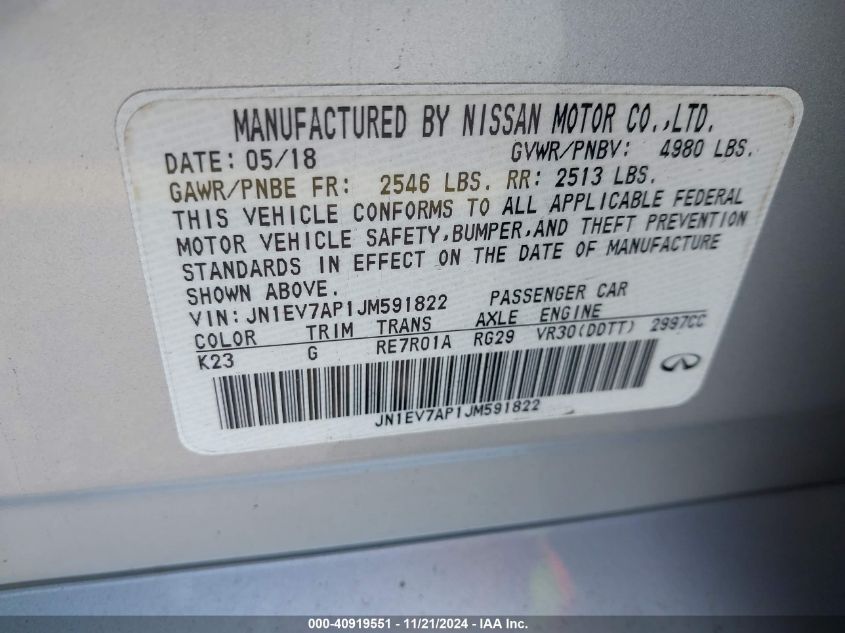 MANUFACTURED BY NISSAN MOTOR CO.,LTD.
DATE: 05/18 GVWR/PNBV: 4980 LBS.
GAWR/PNBE FR: 2546 LBS. RR: 2513 LBS.
THIS VEHICLE CONFORMS TO ALL APPLICABLE FEDERAL
MOTOR VEHICLE SAFETY,BUMPER,AND THEFT PREVENTION
STANDARDS IN EFFECT ON THE DATE OF MANUFACTURE
SHOWN ABOVE.
VIN: JN1EV7AP1JM591822 PASSENGER CAR
COLOR TRIM TRANS AXLE ENGINE
K23 G RE7R01A RG29 VR30(DDTT) 2997CC
JN1EV7AP1JM591822
000-40919551 - 11/21/2024 - IAA Inc.